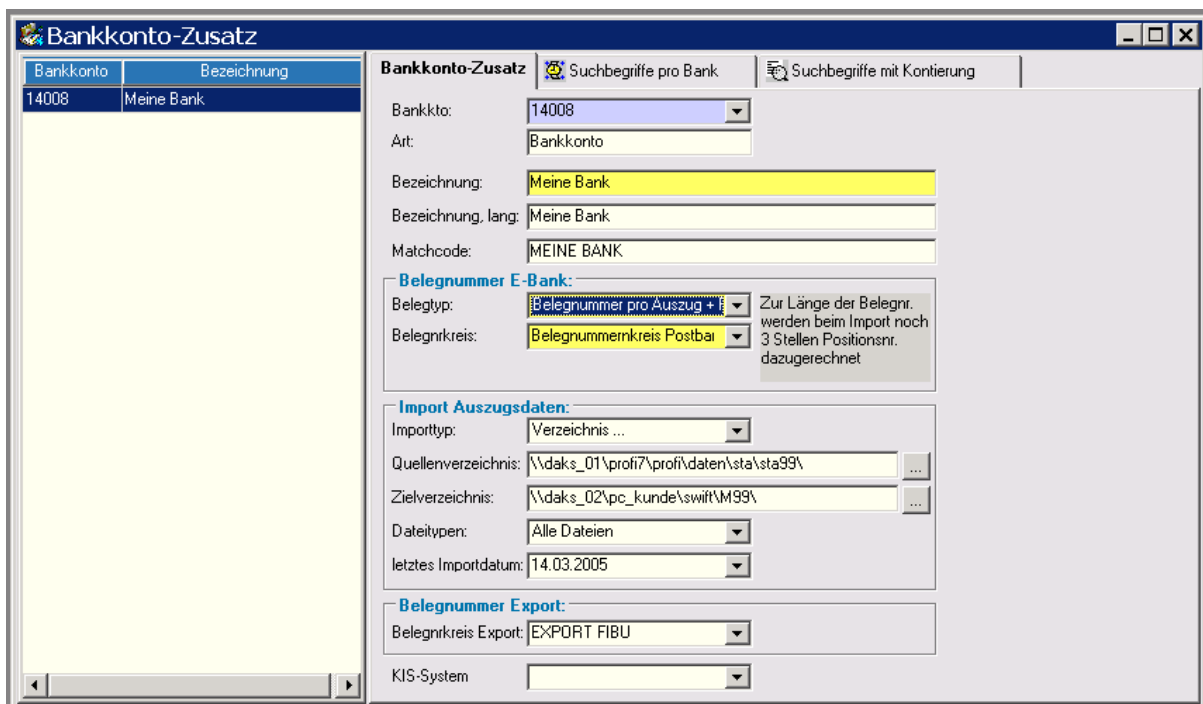 Bankkonto-Zusatz
Bankkonto Bezeichnung
14008 Meine Bank
Bankkonto-Zusatz Suchbegriffe pro Bank Suchbegriffe mit Kontierung
Bankkto: 14008
Art: Bankkonto
Bezeichnung: Meine Bank
Bezeichnung, lang: Meine Bank
Matchcode: MEINE BANK
Belegnummer E-Bank:
Belegtyp: Belegnummer pro Auszug +
Belegnrkreis: Belegnummernkreis Postbar
Zur Länge der Belegnr.
werden beim Import noch
3 Stellen Positionsnr.
dazugerechnet
Import Auszugsdaten:
Importtyp: Verzeichnis ...
Quellenverzeichnis: \\daks_01\profi7\profi\daten\sta\sta99\ ...
Zielverzeichnis: \\daks_02\pc_kunde\swift\M99\ ...
Dateitypen: Alle Dateien
letztes Importdatum: 14.03.2005
Belegnummer Export:
Belegnrkreis Export: EXPORT FIBU
KIS-System